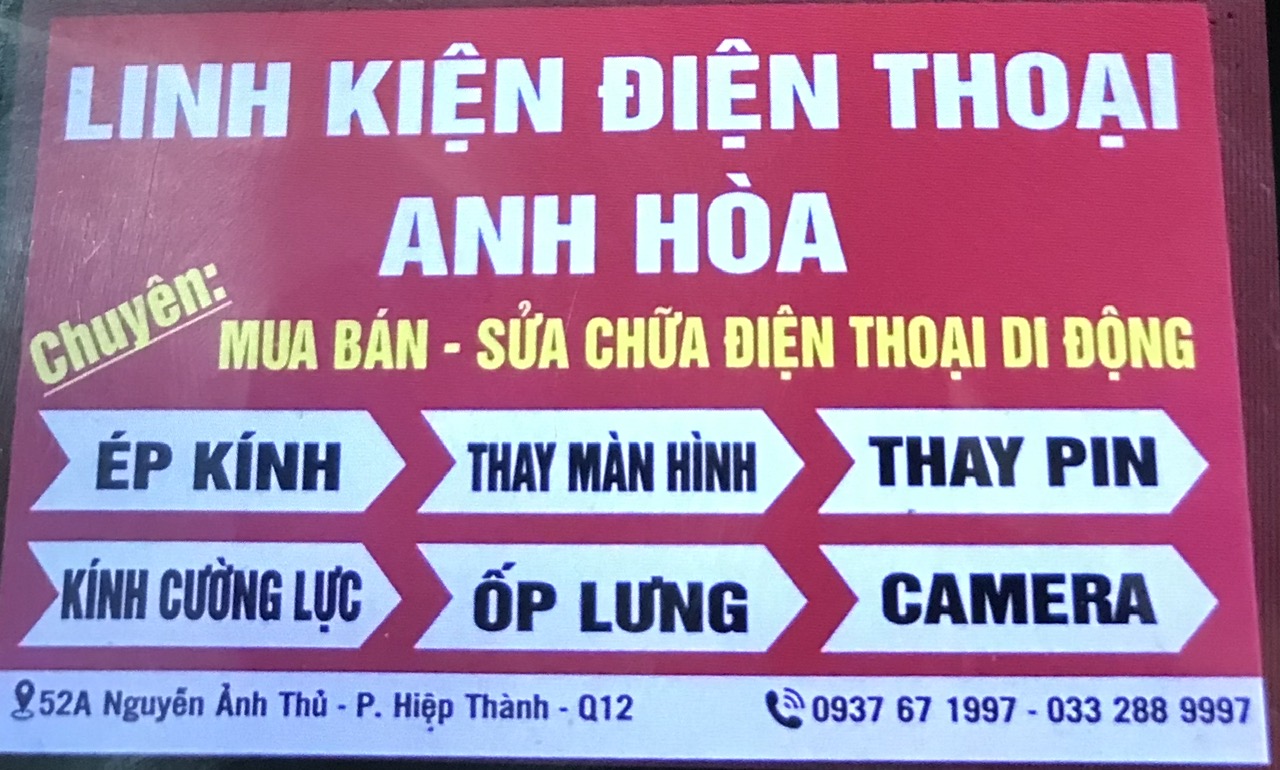 LINH KIỆN ĐIỆN THOẠI
ANH HÒA
Chuyên:
MUA BÁN - SỬA CHỮA ĐIỆN THOẠI DI ĐỘNG
ÉP KÍNH
THAY MÀN HÌNH
THAY PIN
KÍNH CƯỜNG LỰC
ỐP LƯNG
CAMERA
52A Nguyễn Ảnh Thủ - P. Hiệp Thành - Q12
0937 67 1997 - 033 288 9997